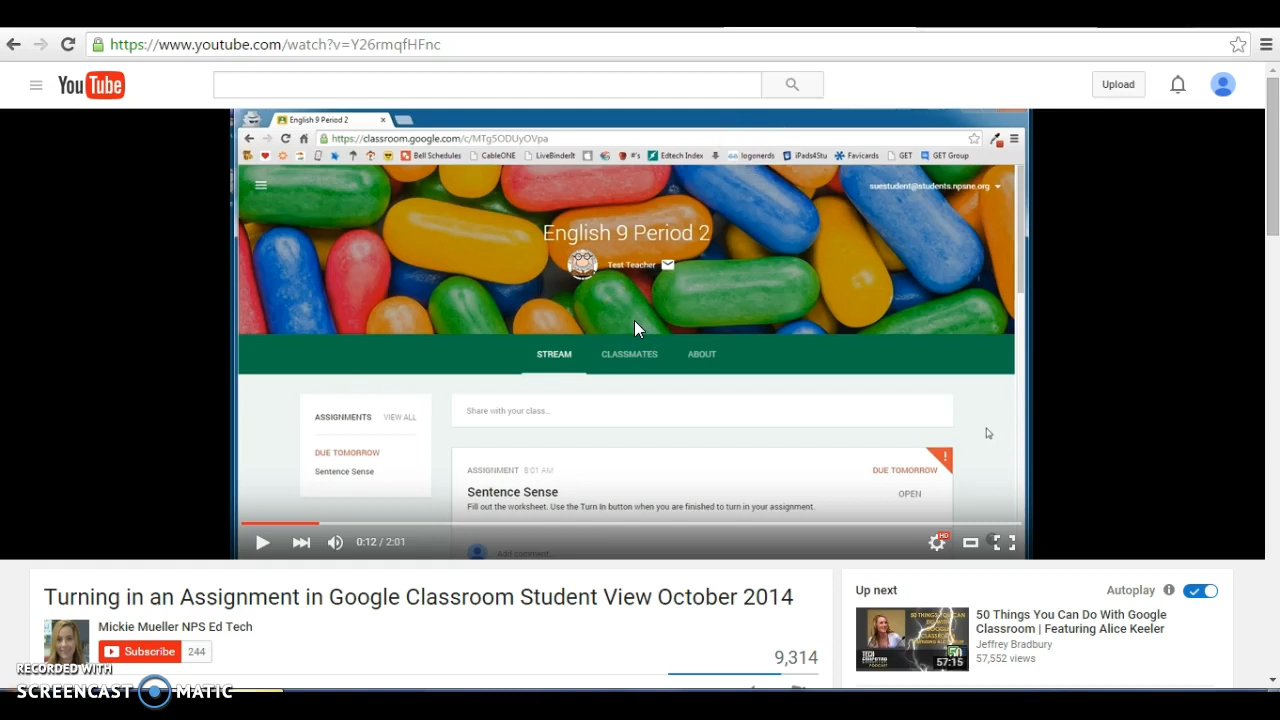 https://www.youtube.com/watch?v=Y26rmqfHFnc
YouTube
Upload
English 9 Period 2
https://classroom.google.com/c/MTg5ODUyOVpa
Bell Schedules CableONE LiveBinderIt #'s Edtech Index logonerds iPads4Stu Favicards GET GET Group
suestudent@students.npsne.org
English 9 Period 2
Test Teacher
STREAM CLASSMATES ABOUT
ASSIGNMENTS VIEW ALL
DUE TOMORROW
Sentence Sense
Share with your class...
ASSIGNMENT 8:01 AM DUE TOMORROW
Sentence Sense OPEN
Fill out the worksheet. Use the Turn In button when you are finished to turn in your assignment.
Add comment...
0:12 / 2:01 HD
Turning in an Assignment in Google Classroom Student View October 2014
Mickie Mueller NPS Ed Tech
Subscribe 244
9,314
Up next Autoplay
50 Things You Can Do With Google
Classroom | Featuring Alice Keeler
Jeffrey Bradbury
57,552 views
57:15
RECORDED WITH
SCREENCAST MATIC